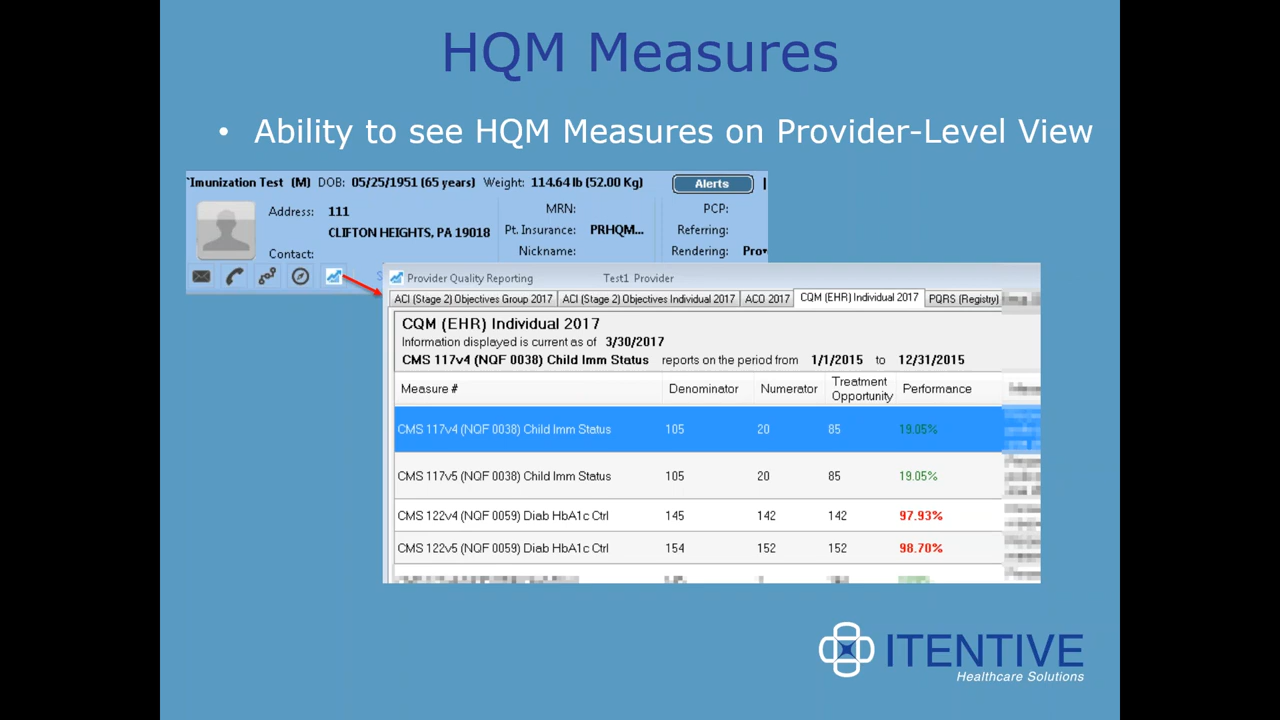 HQM Measures
• Ability to see HQM Measures on Provider-Level View
`Imunization Test (M) DOB: 05/25/1951 (65 years) Weight: 114.64 lb (52.00 Kg) Alerts
Address: 111 MRN: PCP:
CLIFTON HEIGHTS, PA 19018 Pt. Insurance: PRHQM... Referring:
Contact: Nickname: Rendering:
Provider Quality Reporting Test1 Provider
ACI (Stage 2) Objectives Group 2017 ACI (Stage 2) Objectives Individual 2017 ACO 2017 CQM (EHR) Individual 2017 PQRS (Registry)
CQM (EHR) Individual 2017
Information displayed is current as of 3/30/2017
CMS 117v4 (NQF 0038) Child Imm Status reports on the period from 1/1/2015 to 12/31/2015
Measure # Denominator Numerator Treatment Opportunity Performance
CMS 117v4 (NQF 0038) Child Imm Status 105 20 85 19.05%
CMS 117v5 (NQF 0038) Child Imm Status 105 20 85 19.05%
CMS 122v4 (NQF 0059) Diab HbA1c Ctrl 145 142 142 97.93%
CMS 122v5 (NQF 0059) Diab HbA1c Ctrl 154 152 152 98.70%
ITENTIVE
Healthcare Solutions